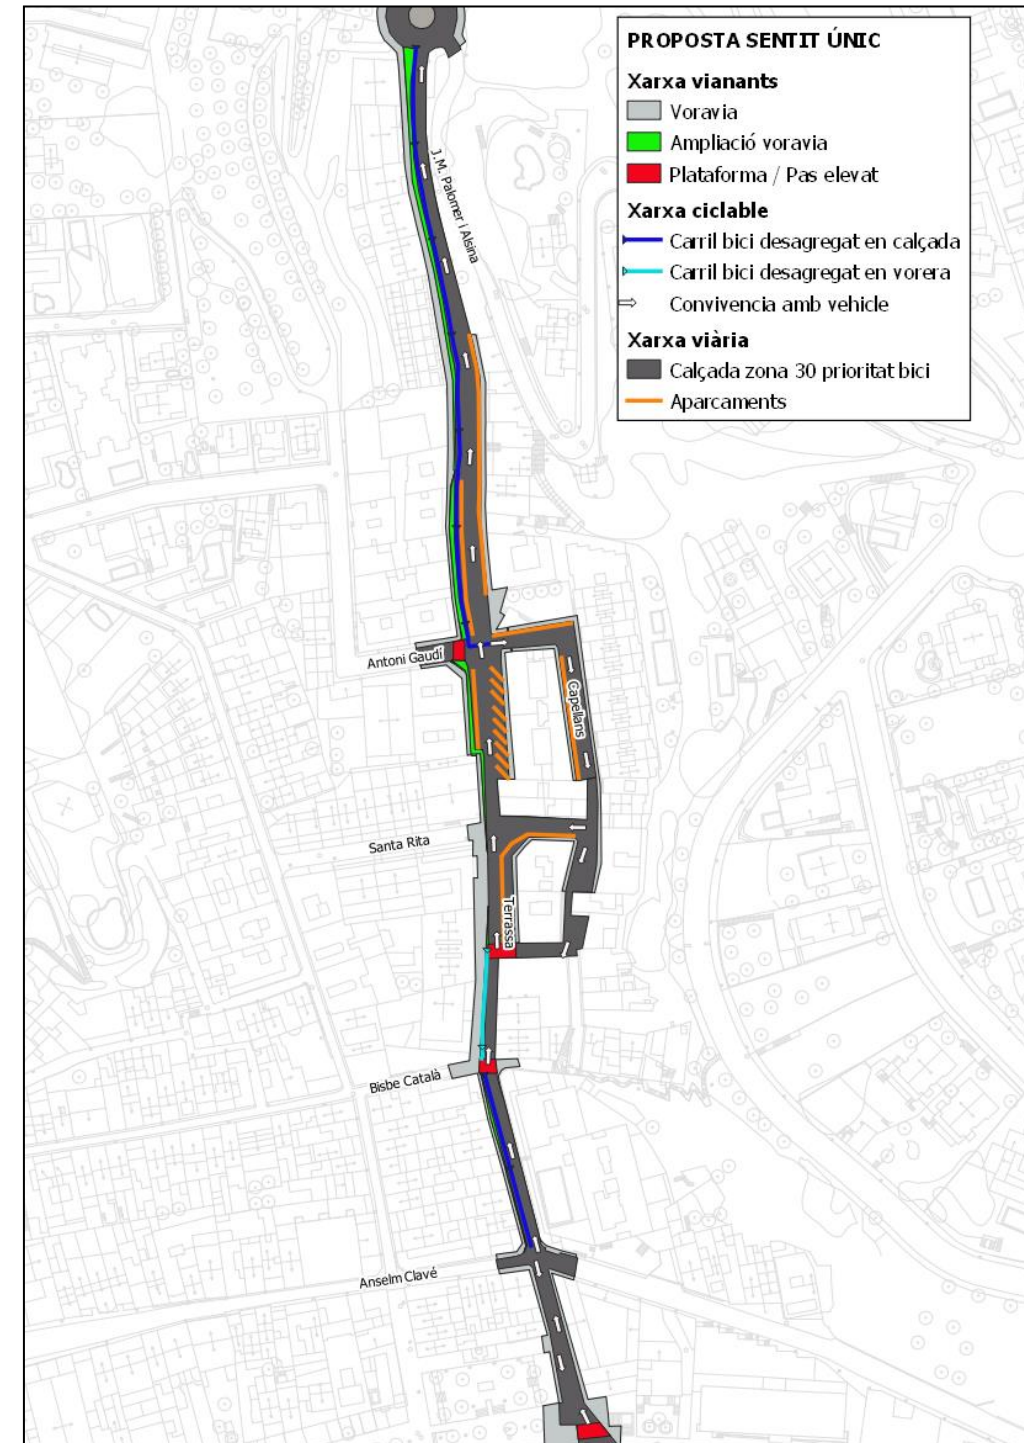 PROPOSTA SENTIT ÚNIC
Xarxa vianants
Voravia
Ampliació voravia
Plataforma / Pas elevat
Xarxa ciclable
Carril bici desagregat en calçada
Carril bici desagregat en vorera
Convivencia amb vehicle
Xarxa viària
Calçada zona 30 prioritat bici
Aparcaments
J.M. Palomer i Alsina
Antoni Gaudí
Capellans
Santa Rita
Terrassa
Bisbe Català
Anselm Clavé